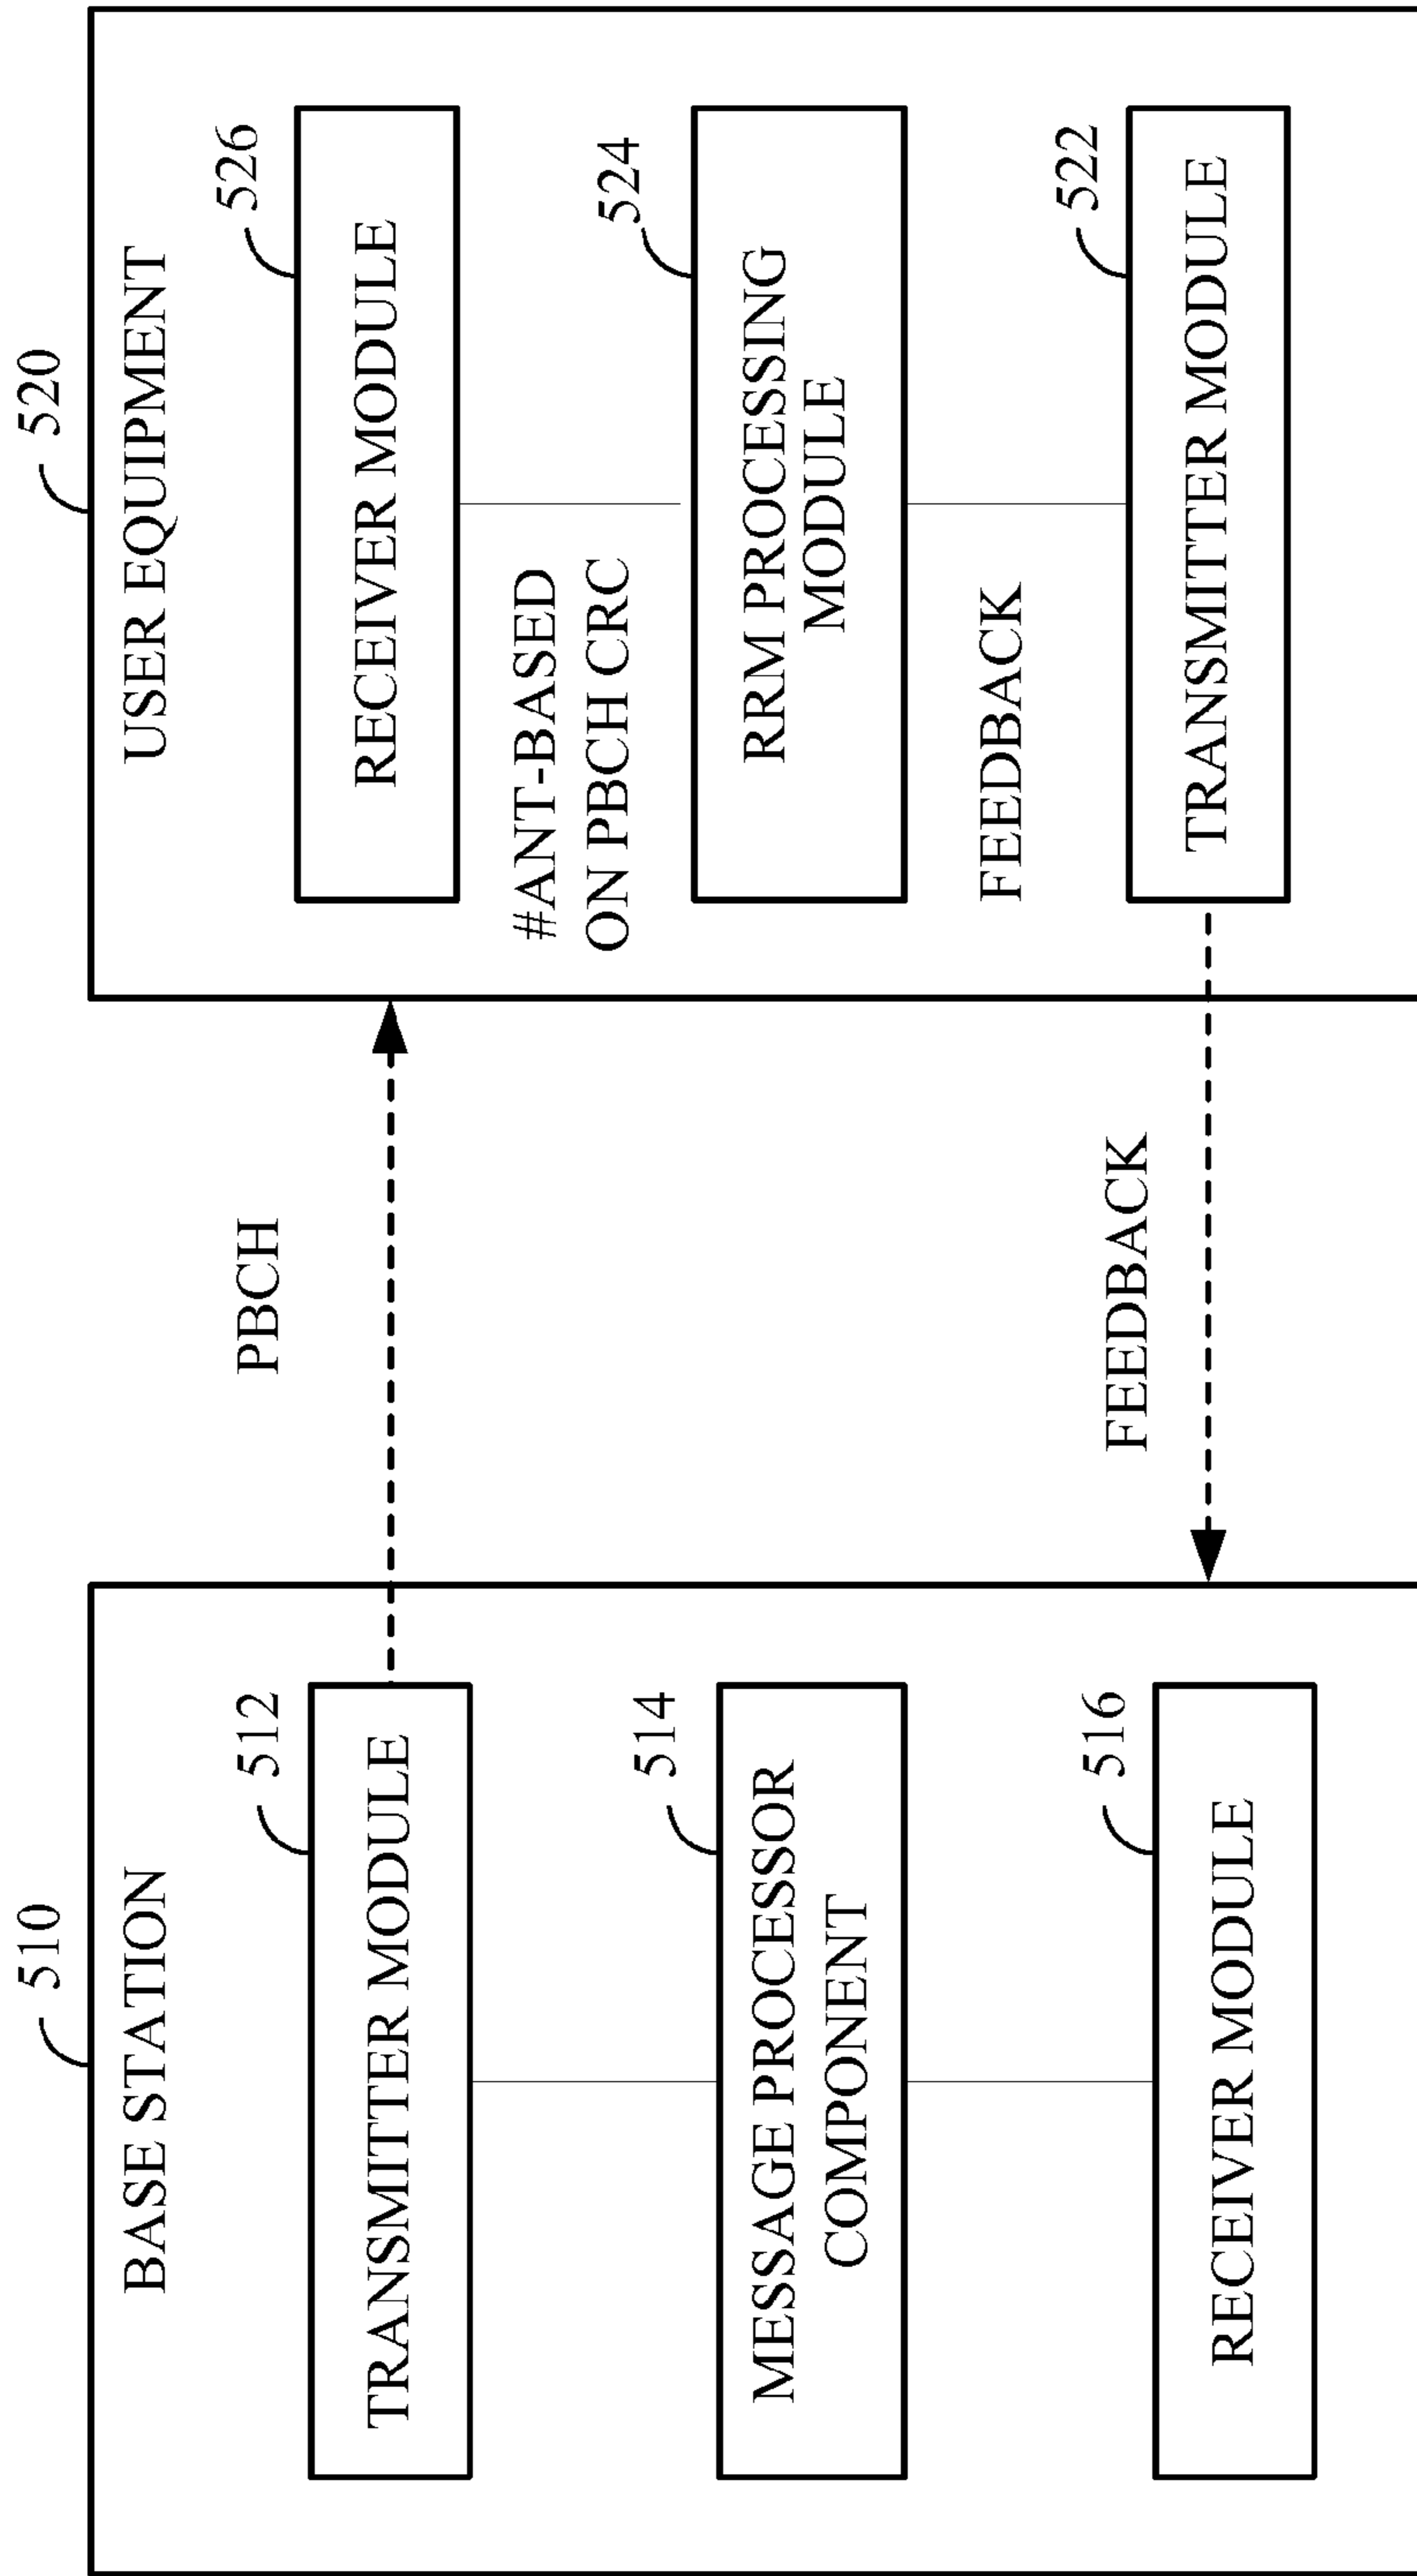 510
BASE STATION
512
TRANSMITTER MODULE
514
MESSAGE PROCESSOR
COMPONENT
516
RECEIVER MODULE
PBCH
FEEDBACK
520
USER EQUIPMENT
526
RECEIVER MODULE
#ANT-BASED
ON PBCH CRC
524
RRM PROCESSING
MODULE
FEEDBACK
522
TRANSMITTER MODULE